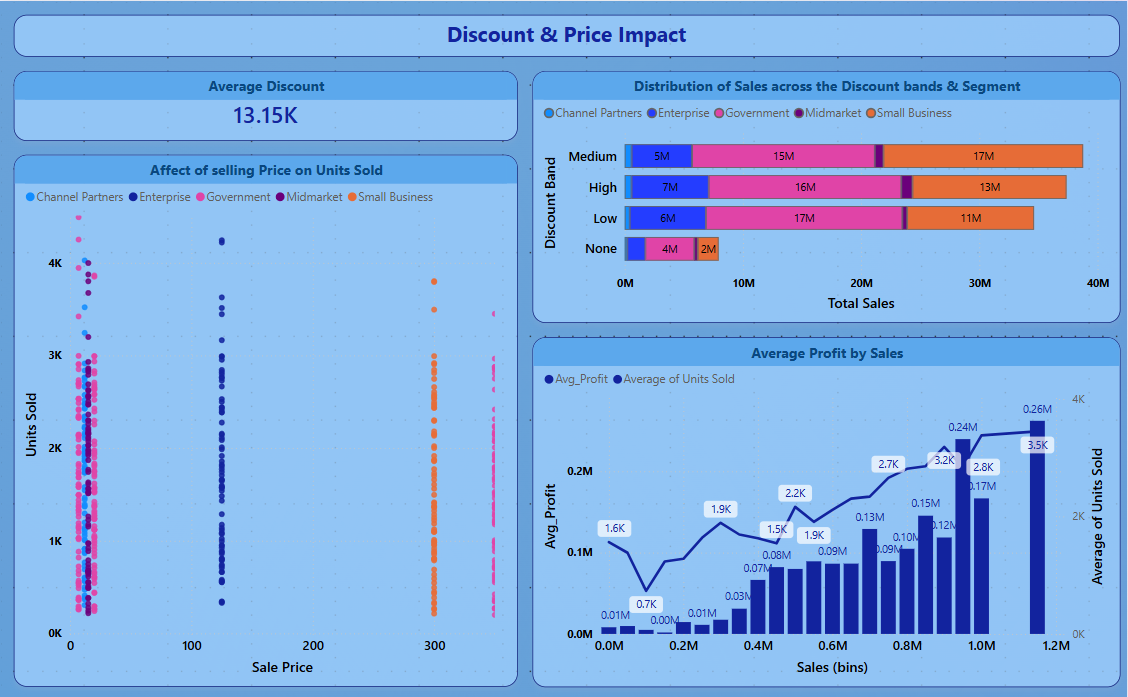 Discount & Price Impact
Average Discount
13.15K
Affect of selling Price on Units Sold
Channel Partners Enterprise Government Midmarket Small Business
Units Sold
4K
3K
2K
1K
0K
0 100 200 300
Sale Price
Distribution of Sales across the Discount bands & Segment
Channel Partners Enterprise Government Midmarket Small Business
Discount Band
Medium 5M 15M 17M
High 7M 16M 13M
Low 6M 17M 11M
None 4M 2M
0M 10M 20M 30M 40M
Total Sales
Average Profit by Sales
Avg_Profit Average of Units Sold
Avg_Profit
0.2M
0.1M
0.0M
1.6K 0.7K 1.9K 1.5K 2.2K 1.9K 2.7K 3.2K 2.8K 3.5K
0.01M 0.00M 0.01M 0.03M 0.07M 0.08M 0.09M 0.13M 0.09M 0.10M 0.15M 0.12M 0.24M 0.17M 0.26M
4K
2K
0K
Average of Units Sold
0.0M 0.2M 0.4M 0.6M 0.8M 1.0M 1.2M
Sales (bins)